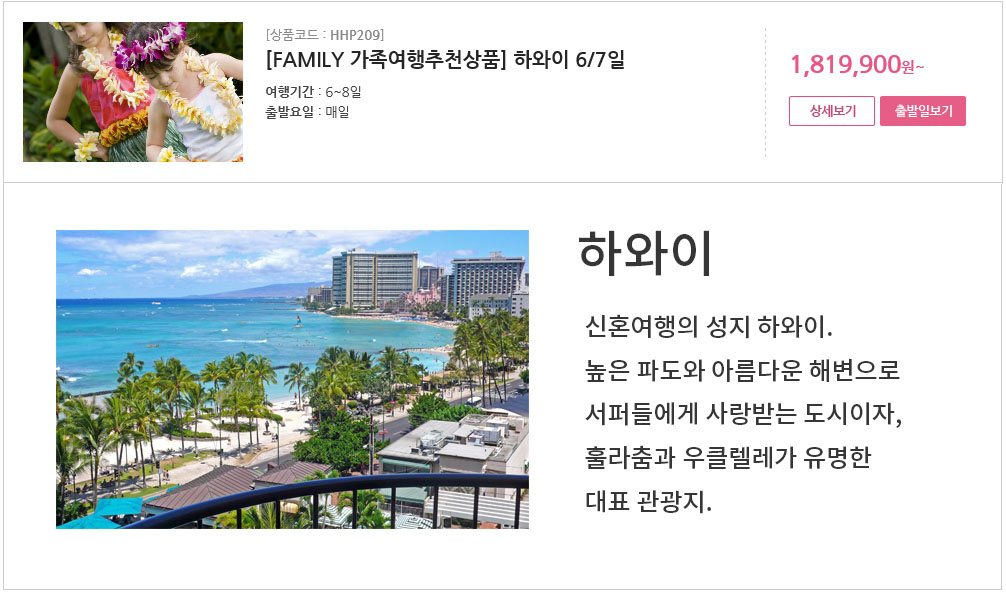 [상품코드 : HHP209]
[FAMILY 가족여행추천상품] 하와이 6/7일
여행기간 : 6~8일
출발요일 : 매일
1,819,900원~
상세보기 출발일보기
하와이
신혼여행의 성지 하와이.
높은 파도와 아름다운 해변으로
서퍼들에게 사랑받는 도시이자,
훌라춤과 우클렐레가 유명한
대표 관광지.